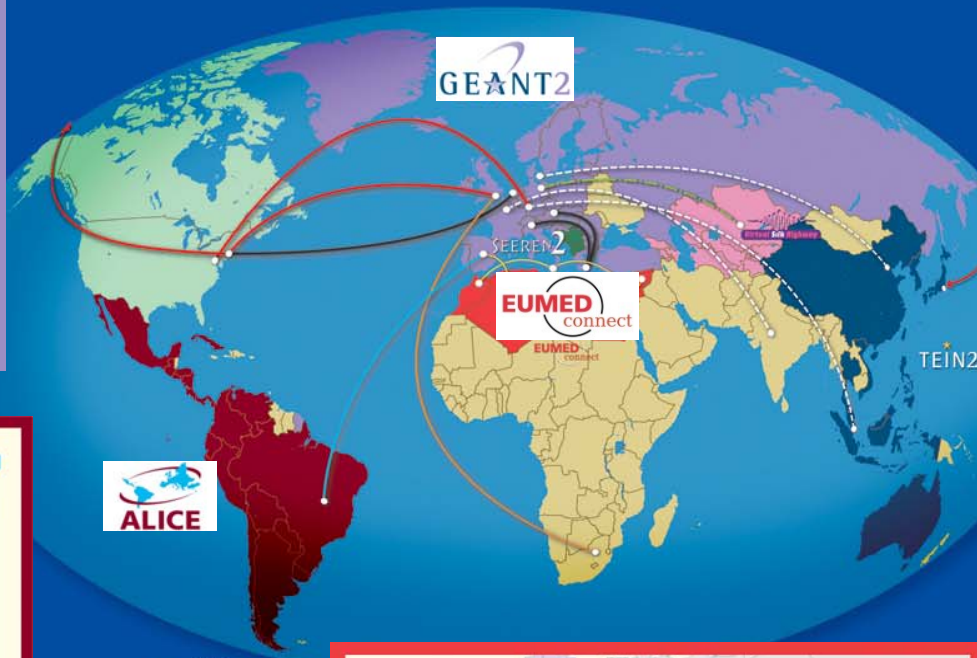 GEANT2
SEEREN2
Virtual Silk Highway
EUMED
connect
EUMED
connect
TEIN2
ALICE